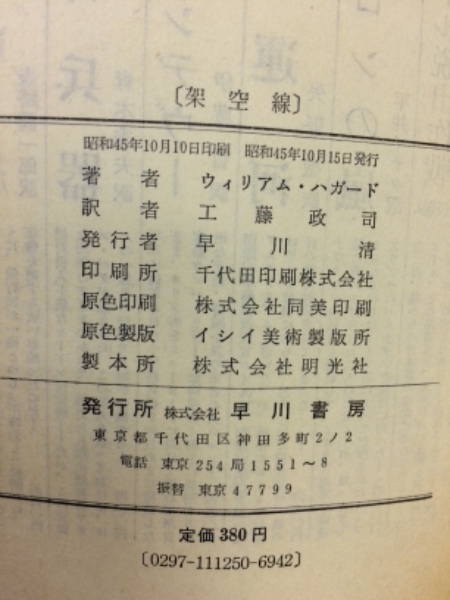 〔架空線〕
昭和45年10月10日印刷 昭和45年10月15日発行
著者 ウィリアム・ハガード
訳者 工藤政司
発行者 早川清
印刷所 千代田印刷株式会社
原色印刷 株式会社同美印刷
原色製版 イシイ美術製版所
製本所 株式会社明光社
発行所 株式会社 早川書房
東京都千代田区神田多町2ノ2
電話 東京254局1551～8
振替 東京47799
定価380円
〔0297-111250-6942〕